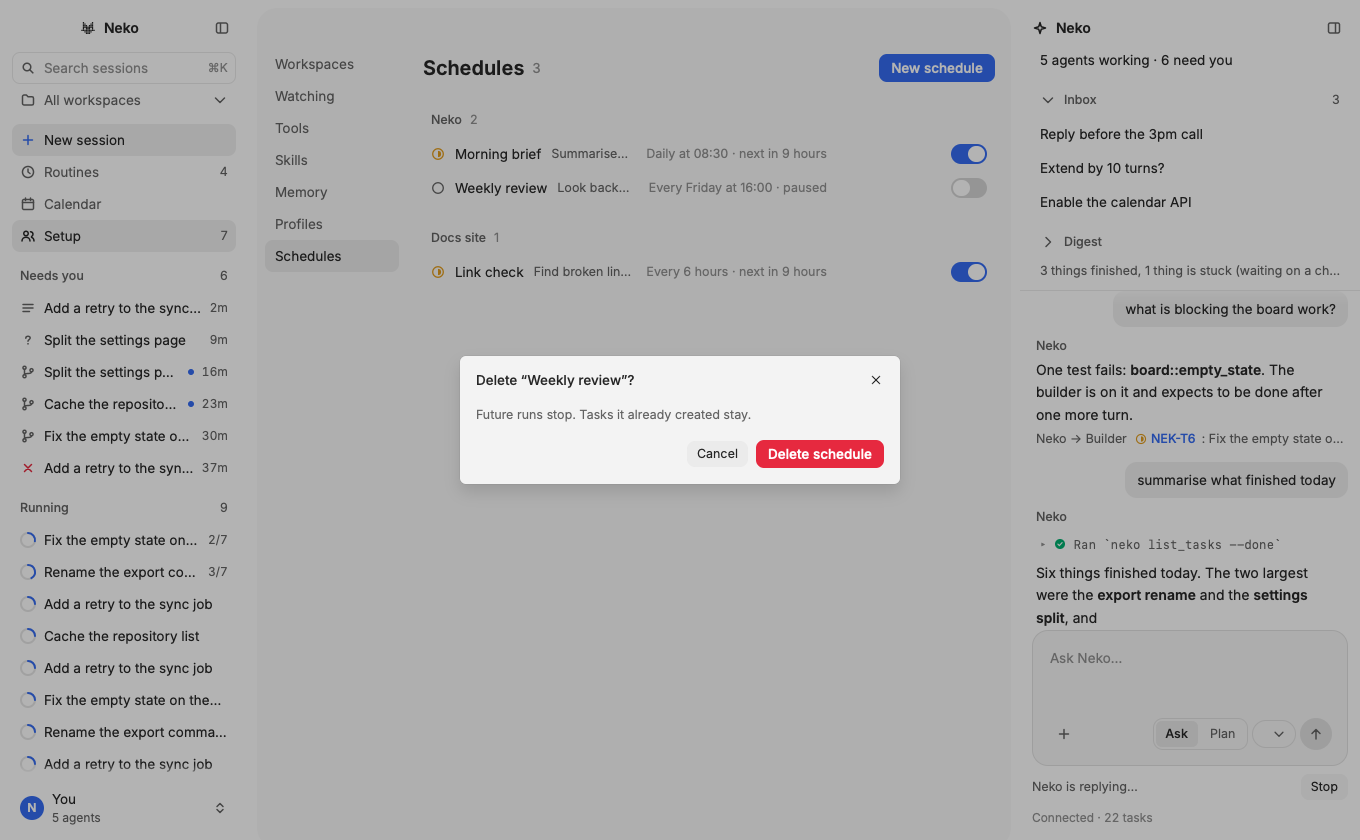 Neko
Search sessions ⌘K
All workspaces
New session
Routines 4
Calendar
Setup 7
Needs you 6
Add a retry to the sync... 2m
? Split the settings page 9m
Split the settings p... 16m
Cache the reposito... 23m
Fix the empty state o... 30m
Add a retry to the syn... 37m
Running 9
Fix the empty state on... 2/7
Rename the export co... 3/7
Add a retry to the sync job
Cache the repository list
Add a retry to the sync job
Fix the empty state on the...
Rename the export comma...
Add a retry to the sync job
N You
5 agents
Workspaces
Watching
Tools
Skills
Memory
Profiles
Schedules
Schedules 3
New schedule
Neko 2
Morning brief Summarise... Daily at 08:30 · next in 9 hours
Weekly review Look back... Every Friday at 16:00 · paused
Docs site 1
Link check Find broken lin... Every 6 hours · next in 9 hours
Delete “Weekly review”?
Future runs stop. Tasks it already created stay.
Cancel Delete schedule
Neko
5 agents working · 6 need you
Inbox 3
Reply before the 3pm call
Extend by 10 turns?
Enable the calendar API
Digest
3 things finished, 1 thing is stuck (waiting on a ch...
what is blocking the board work?
Neko
One test fails: board::empty_state. The
builder is on it and expects to be done after
one more turn.
Neko → Builder NEK-T6 : Fix the empty state o...
summarise what finished today
Neko
Ran `neko list_tasks --done`
Six things finished today. The two largest
were the export rename and the settings
split, and
Ask Neko...
Ask Plan
Neko is replying... Stop
Connected · 22 tasks